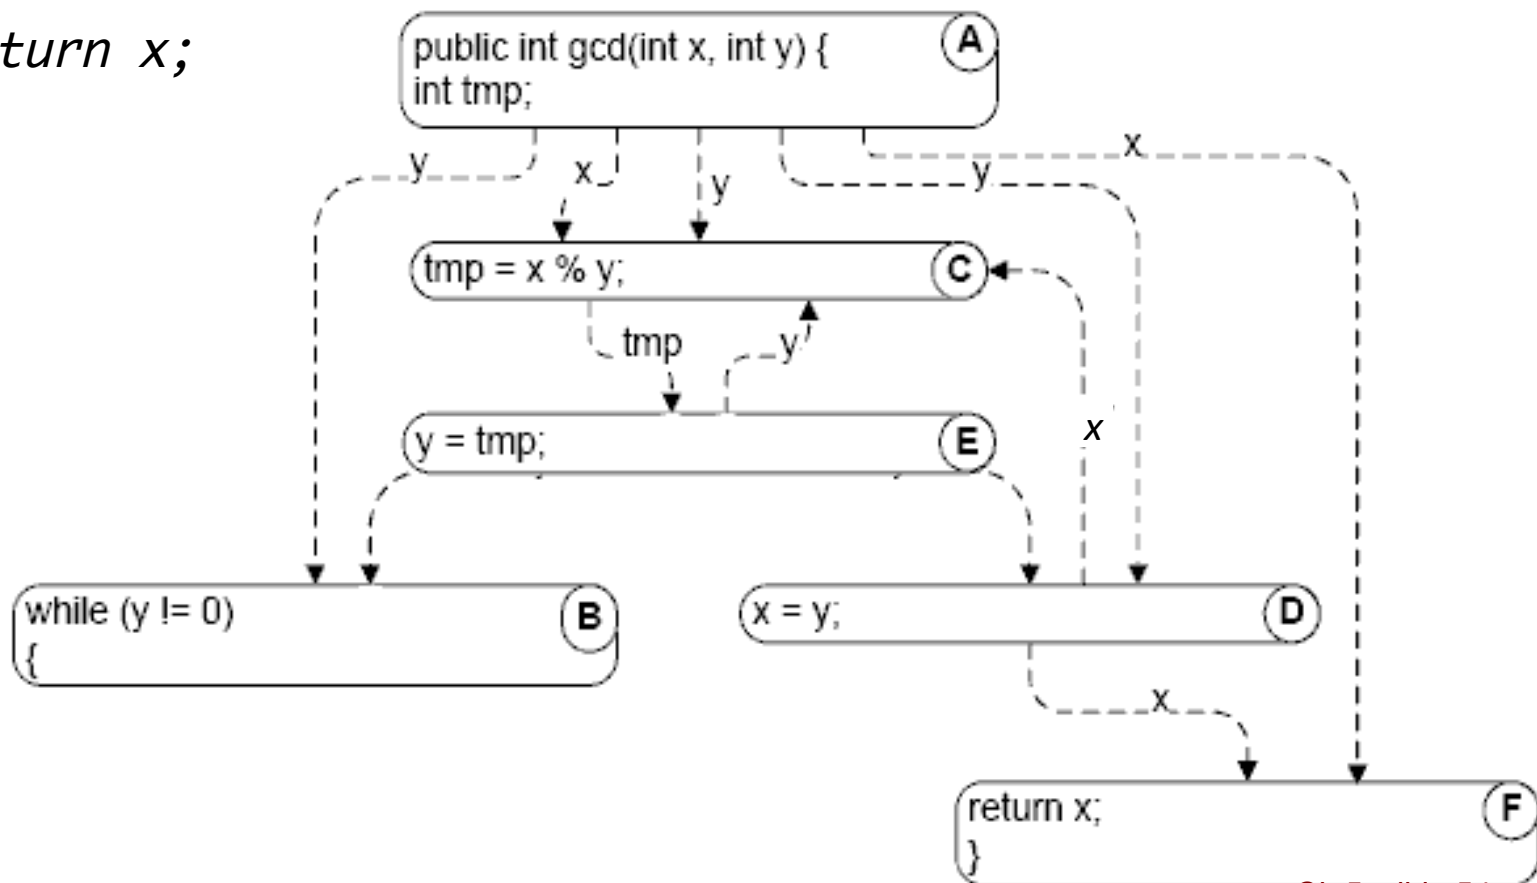 turn x;
public int gcd(int x, int y) {
int tmp;
A
y
x
y
y
x
tmp = x % y;
C
tmp
y
y = tmp;
E
x
while (y != 0)
{
B
x = y;
D
x
return x;
}
F